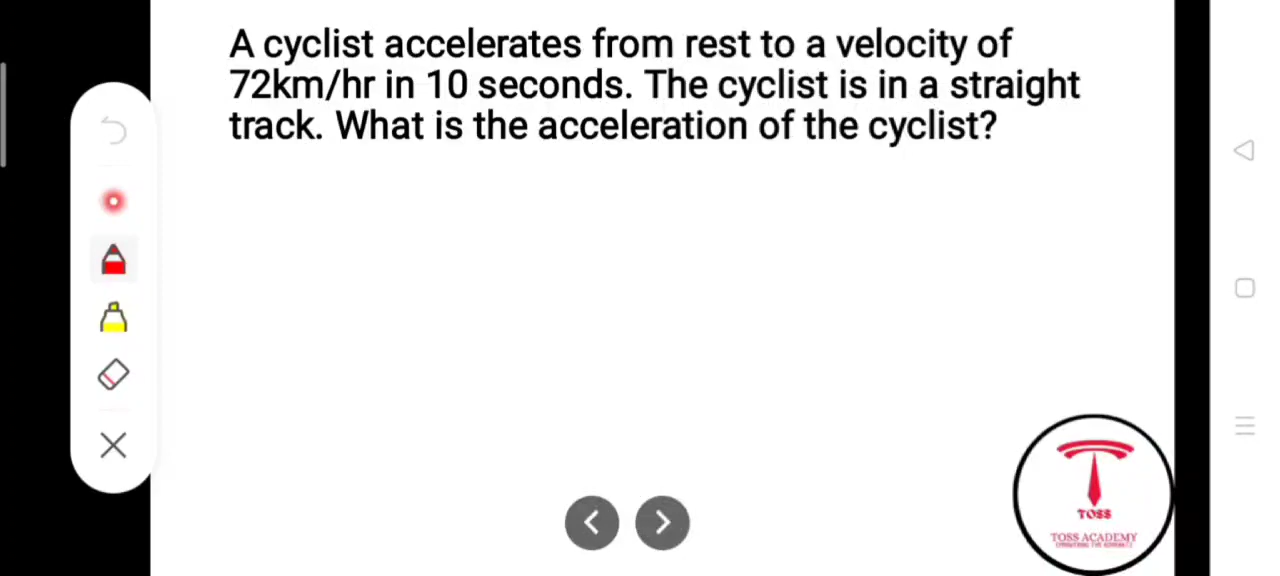 A cyclist accelerates from rest to a velocity of
72km/hr in 10 seconds. The cyclist is in a straight
track. What is the acceleration of the cyclist?
TOSS
TOSS ACADEMY